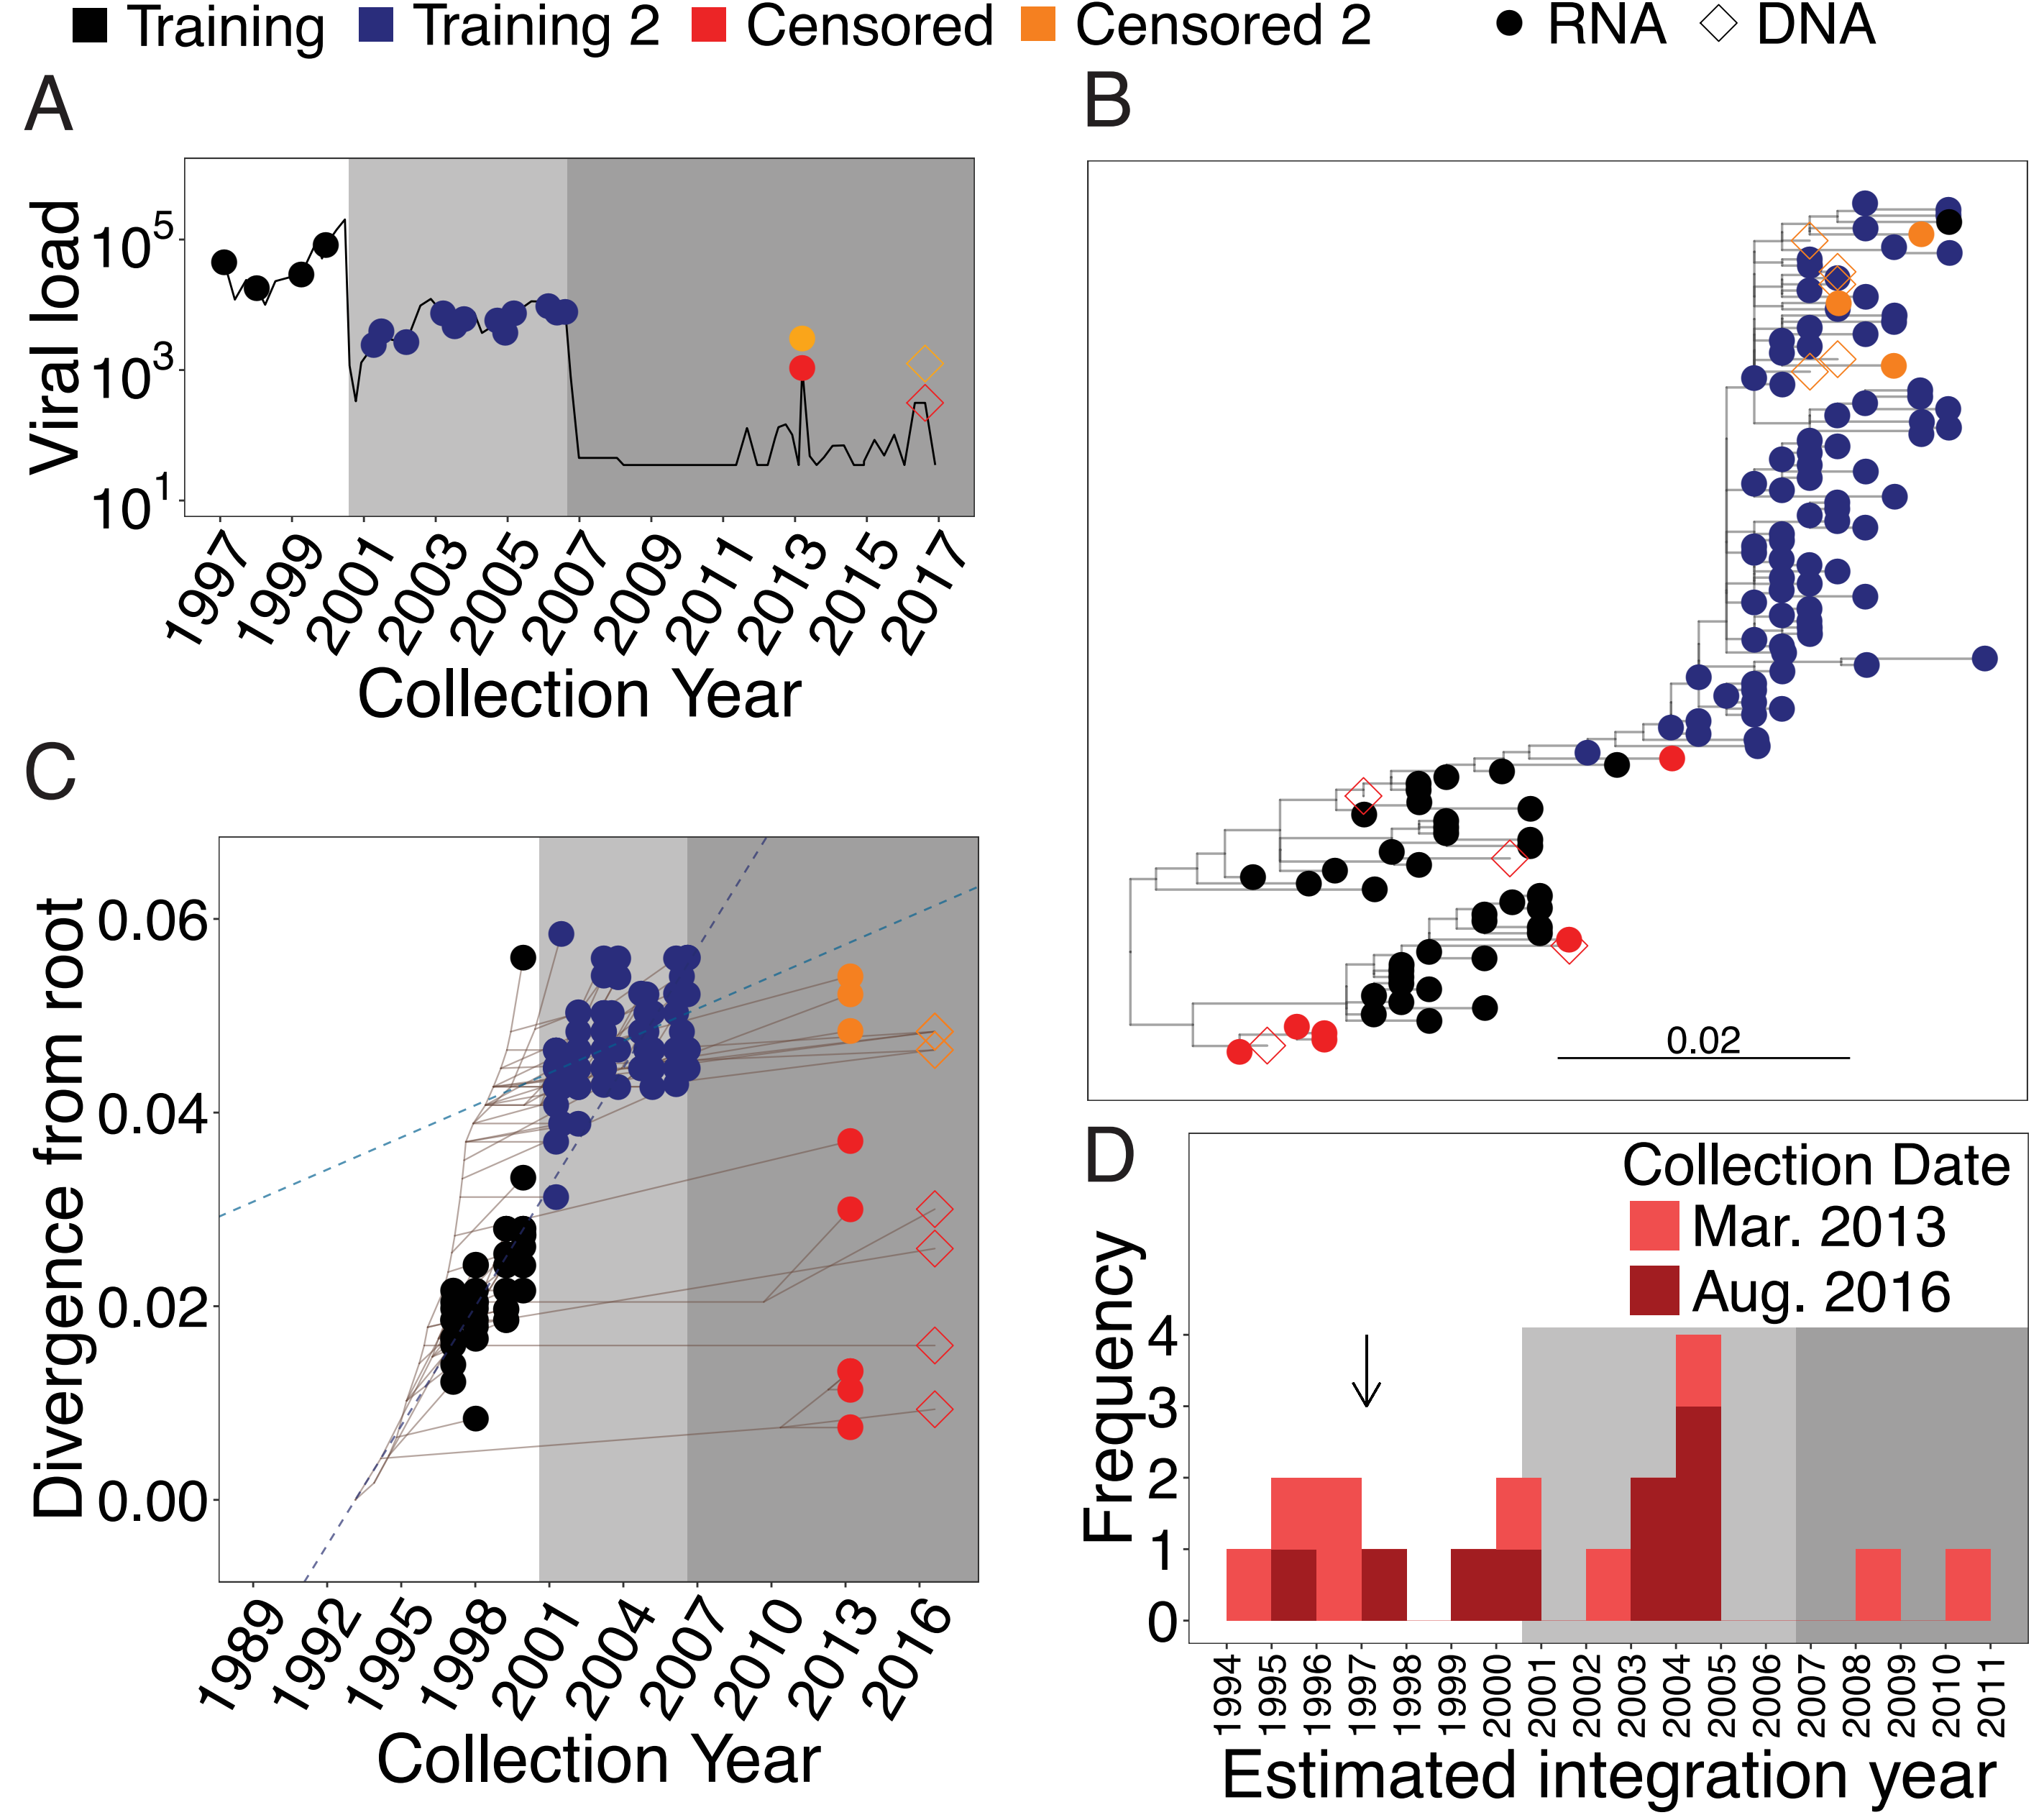 Training Training 2 Censored Censored 2 RNA DNA
A
Viral load
10^5
10^3
10^1
1997 1999 2001 2003 2005 2007 2009 2011 2013 2015 2017
Collection Year
B
0.02
C
Divergence from root
0.06
0.04
0.02
0.00
1989 1992 1995 1998 2001 2004 2007 2010 2013 2016
Collection Year
D
Collection Date
Mar. 2013
Aug. 2016
Frequency
4
3
2
1
0
1994 1995 1996 1997 1998 1999 2000 2001 2002 2003 2004 2005 2006 2007 2008 2009 2010 2011
Estimated integration year